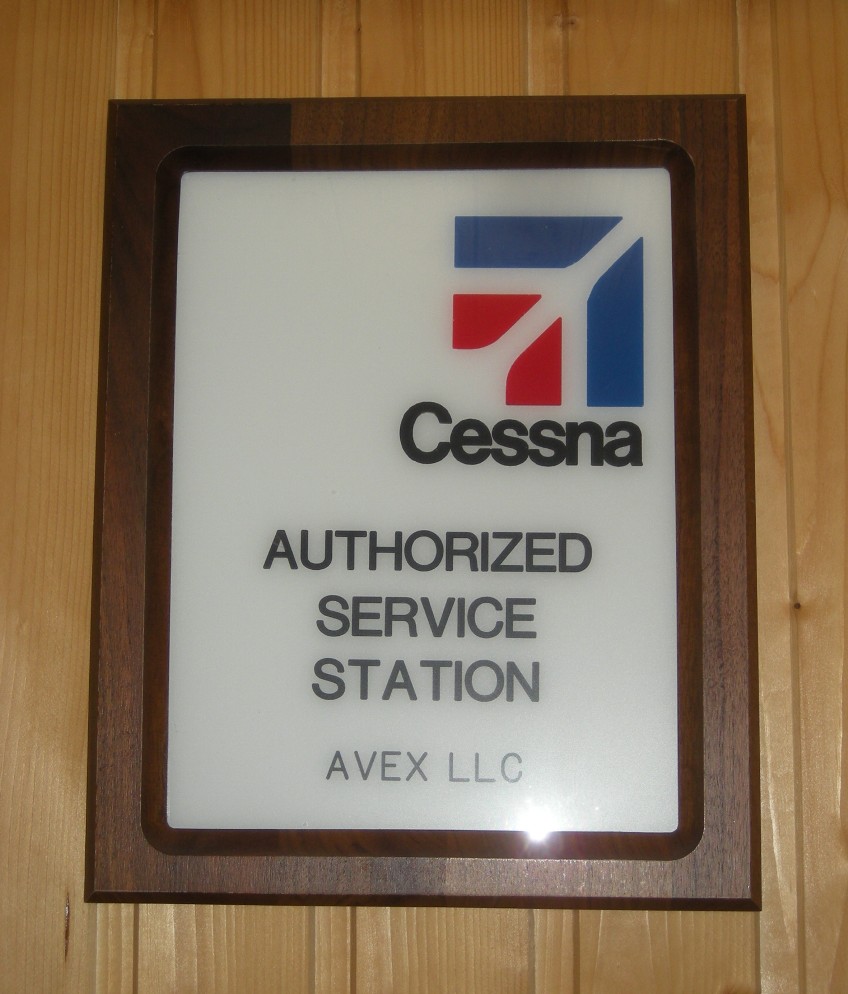 Cessna
AUTHORIZED
SERVICE
STATION
AVEX LLC